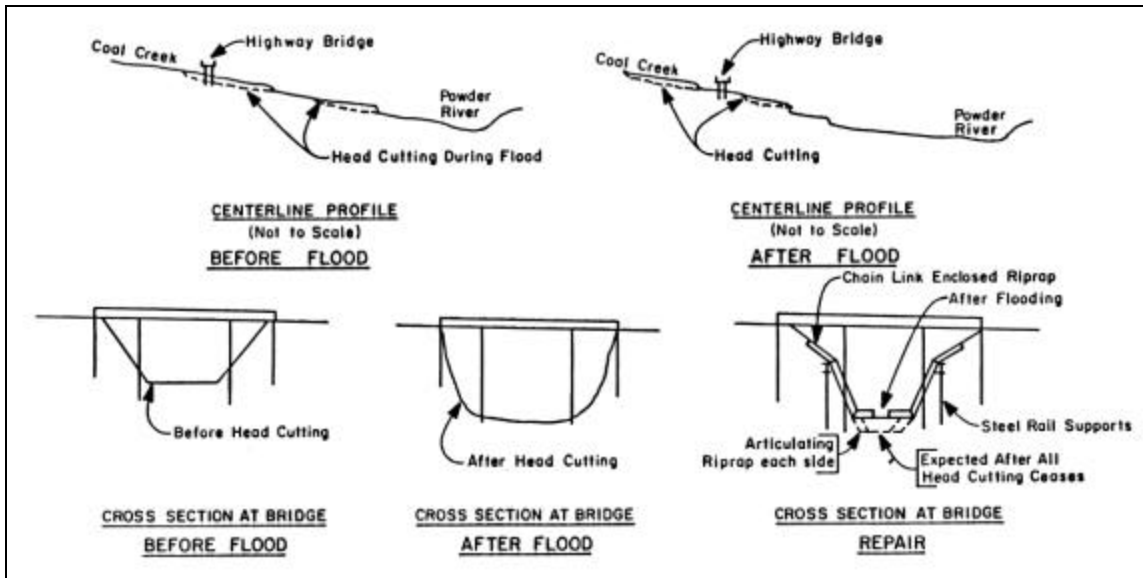 Coal Creek
Highway Bridge
Powder
River
Head Cutting During Flood
CENTERLINE PROFILE
(Not to Scale)
BEFORE FLOOD
Highway Bridge
Coal Creek
Powder
River
Head Cutting
CENTERLINE PROFILE
(Not to Scale)
AFTER FLOOD
Before Head Cutting
CROSS SECTION AT BRIDGE
BEFORE FLOOD
After Head Cutting
CROSS SECTION AT BRIDGE
AFTER FLOOD
Chain Link Enclosed Riprap
After Flooding
Steel Rail Supports
Articulating
Riprap each side
Expected After All
Head Cutting Ceases
CROSS SECTION AT BRIDGE
REPAIR